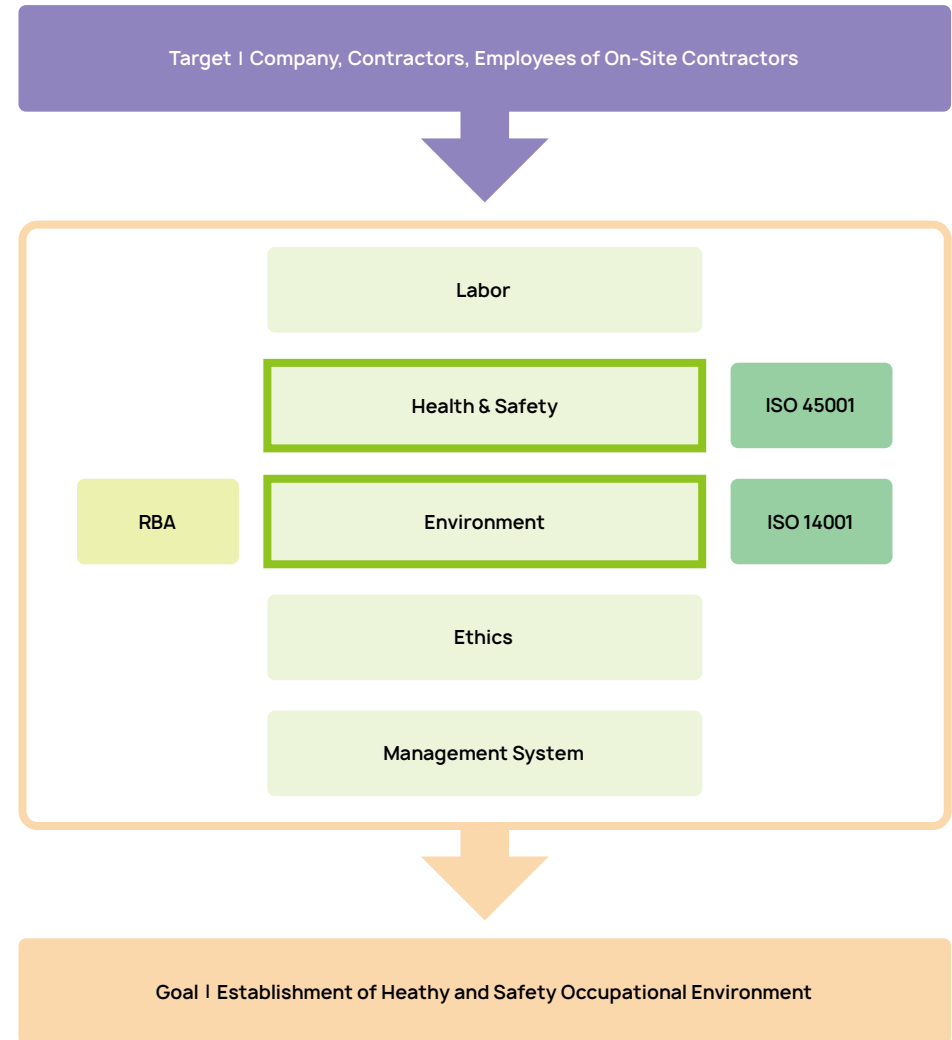 Target | Company, Contractors, Employees of On-Site Contractors
Labor
Health & Safety
ISO 45001
RBA
Environment
ISO 14001
Ethics
Management System
Goal | Establishment of Heathy and Safety Occupational Environment